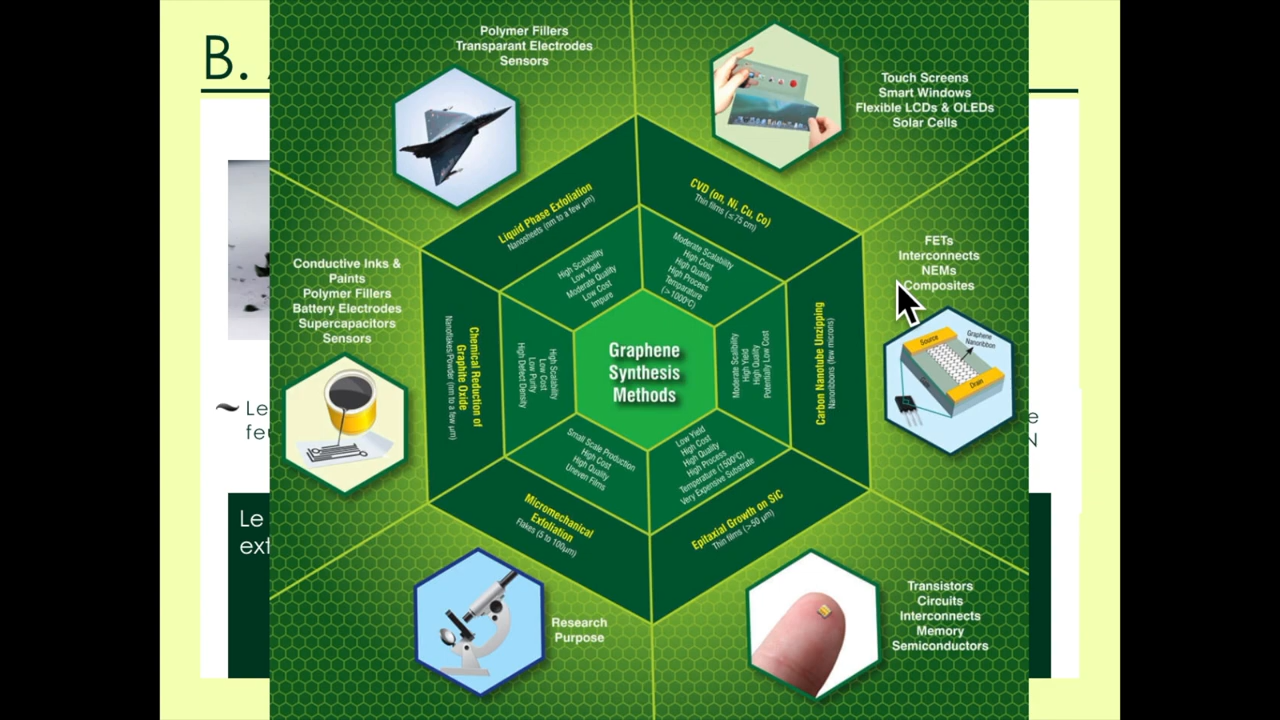 B.
Polymer Fillers
Transparant Electrodes
Sensors
Touch Screens
Smart Windows
Flexible LCDs & OLEDs
Solar Cells
Liquid Phase Exfoliation
Nanosheets (nm to a few µm)
High Scalability
Low Yield
Moderate Quality
Low Cost
Impure
CVD (on, Ni, Cu, Co)
Thin films (≤75 cm)
Moderate Scalability
High Cost
High Quality
High Process
Temparature
(>1000ºC)
FETs
Interconnects
NEMs
Composites
Source
Graphene
Nanoribbon
Drain
Carbon Nanotube Unzipping
Nanoribbons (few microns)
Moderate Scalibility
High Yield
High Quality
Potentially Low Cost
Conductive Inks &
Paints
Polymer Fillers
Battery Electrodes
Supercapacitors
Sensors
Chemical Reduction of
Graphite Oxide
Nanoflakes/Powder (nm to a few µm)
High Scalability
Low Cost
Low Purity
High Defect Density
Graphene
Synthesis
Methods
Small Scale Production
High Cost
High Quality
Uneven Films
Micromechanical
Exfoliation
Flakes (5 to 100µm)
Low Yield
High Cost
High Quality
High Process
Temperature (1500ºC)
Very Expensive Substrate
Epitaxial Growth on SiC
Thin films (>50 µm)
Research
Purpose
Transistors
Circuits
Interconnects
Memory
Semiconductors
Le
e
feu
N
Le
ext